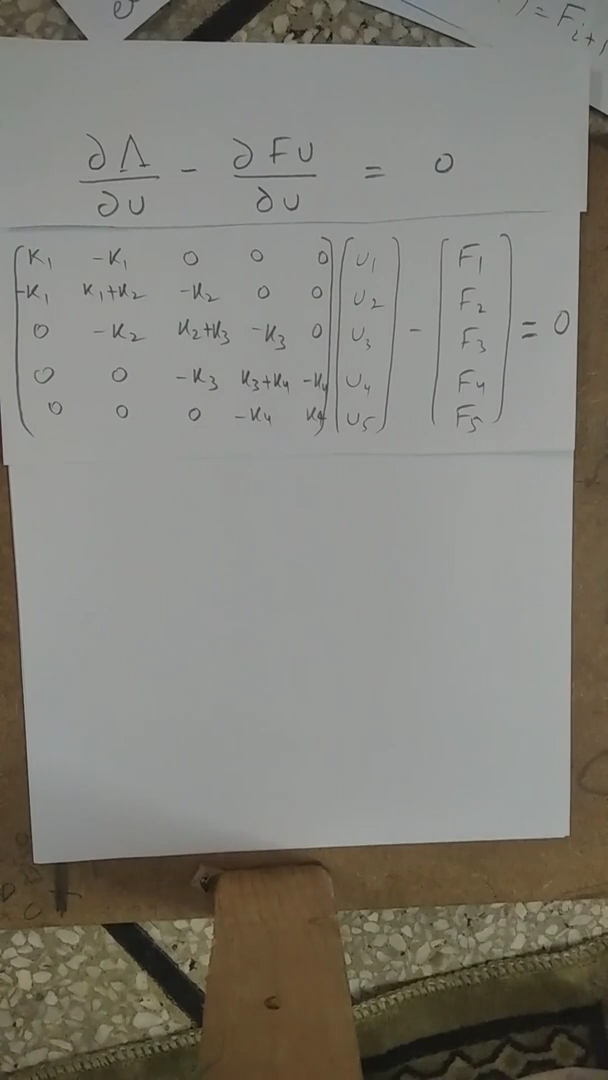 ) = Fi+1
∂Λ/∂U - ∂FU/∂U = 0
[K₁ -K₁ 0 0 0] [U₁] - [F₁]
[-K₁ K₁+K₂ -K₂ 0 0] [U₂] [F₂]
[0 -K₂ K₂+K₃ -K₃ 0] [U₃] [F₃] = 0
[0 0 -K₃ K₃+K₄ -K₄] [U₄] [F₄]
[0 0 0 -K₄ K₄] [U₅] [F₅]